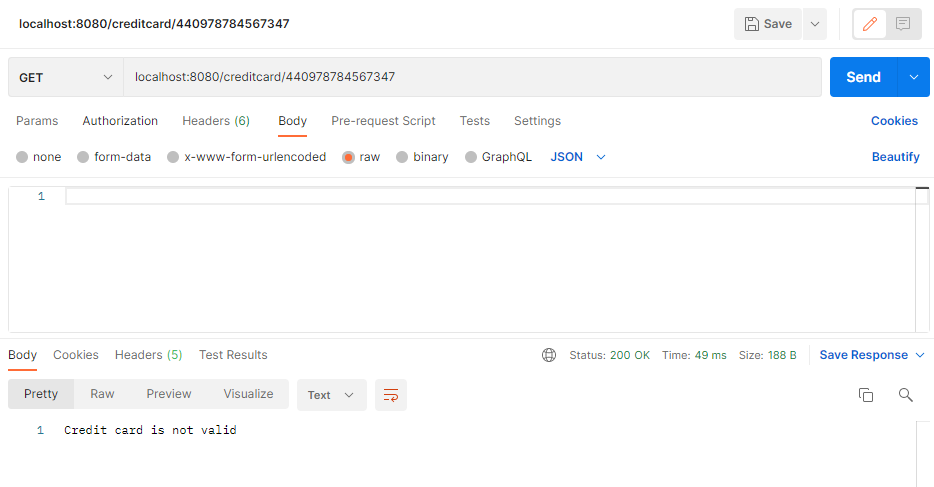 localhost:8080/creditcard/440978784567347
Save
GET
localhost:8080/creditcard/440978784567347
Send
Params Authorization Headers (6) Body Pre-request Script Tests Settings Cookies
none form-data x-www-form-urlencoded raw binary GraphQL JSON Beautify
1
Body Cookies Headers (5) Test Results Status: 200 OK Time: 49 ms Size: 188 B Save Response
Pretty Raw Preview Visualize Text
1 Credit card is not valid